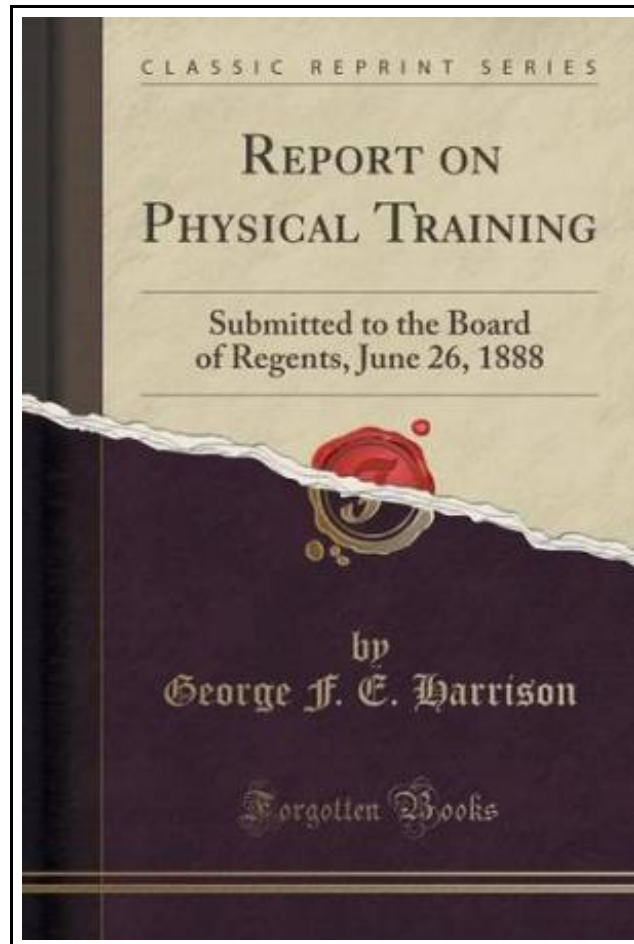 CLASSIC REPRINT SERIES
REPORT ON
PHYSICAL TRAINING
Submitted to the Board
of Regents, June 26, 1888
F
by
George F. E. Harrison
Forgotten Books